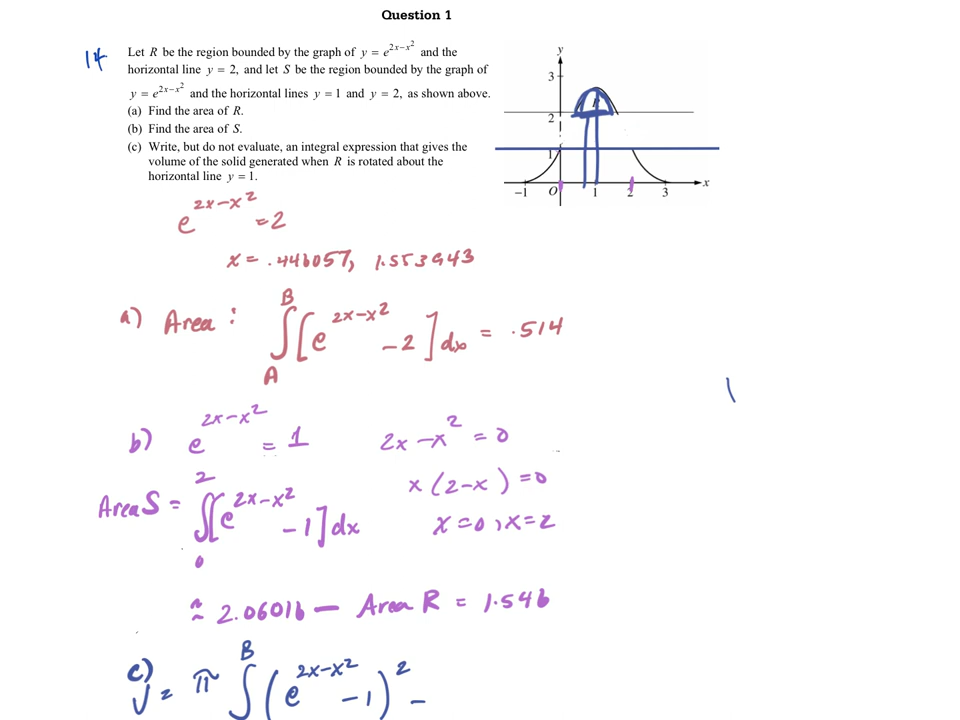 Question 1
14
Let R be the region bounded by the graph of y = e^{2x−x²} and the
horizontal line y = 2, and let S be the region bounded by the graph of
y = e^{2x−x²} and the horizontal lines y = 1 and y = 2, as shown above.
(a) Find the area of R.
(b) Find the area of S.
(c) Write, but do not evaluate, an integral expression that gives the
volume of the solid generated when R is rotated about the
horizontal line y = 1.
y
3
2
1
R
−1 O 1 2 3 x
e^{2x−x²} = 2
x = .446057, 1.553943
a) Area : ∫_A^B [e^{2x−x²} − 2] dx = .514
b) e^{2x−x²} = 1 2x − x² = 0
x (2−x) = 0
Area S = ∫_0^2 [e^{2x−x²} − 1] dx x = 0, x = 2
≈ 2.06016 − Area R = 1.546
c) V = π ∫^B (e^{2x−x²} − 1)² −